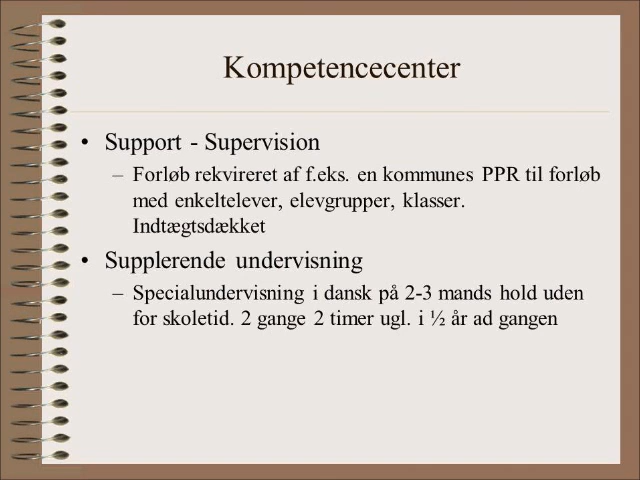 Kompetencecenter
• Support - Supervision
– Forløb rekvireret af f.eks. en kommunes PPR til forløb
med enkeltelever, elevgrupper, klasser.
Indtægtsdækket
• Supplerende undervisning
– Specialundervisning i dansk på 2-3 mands hold uden
for skoletid. 2 gange 2 timer ugl. i ½ år ad gangen